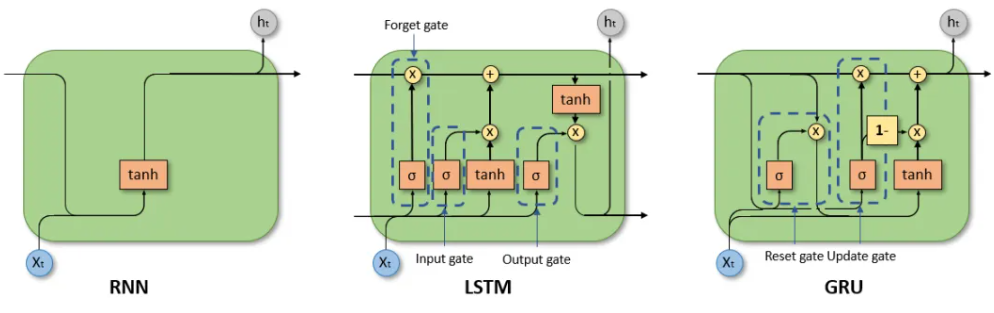 hₜ
tanh
Xₜ
RNN
Forget gate
hₜ
x
+
tanh
x
x
σ
σ
tanh
σ
Xₜ
Input gate
Output gate
LSTM
hₜ
x
+
x
1-
x
σ
σ
tanh
Xₜ
Reset gate
Update gate
GRU